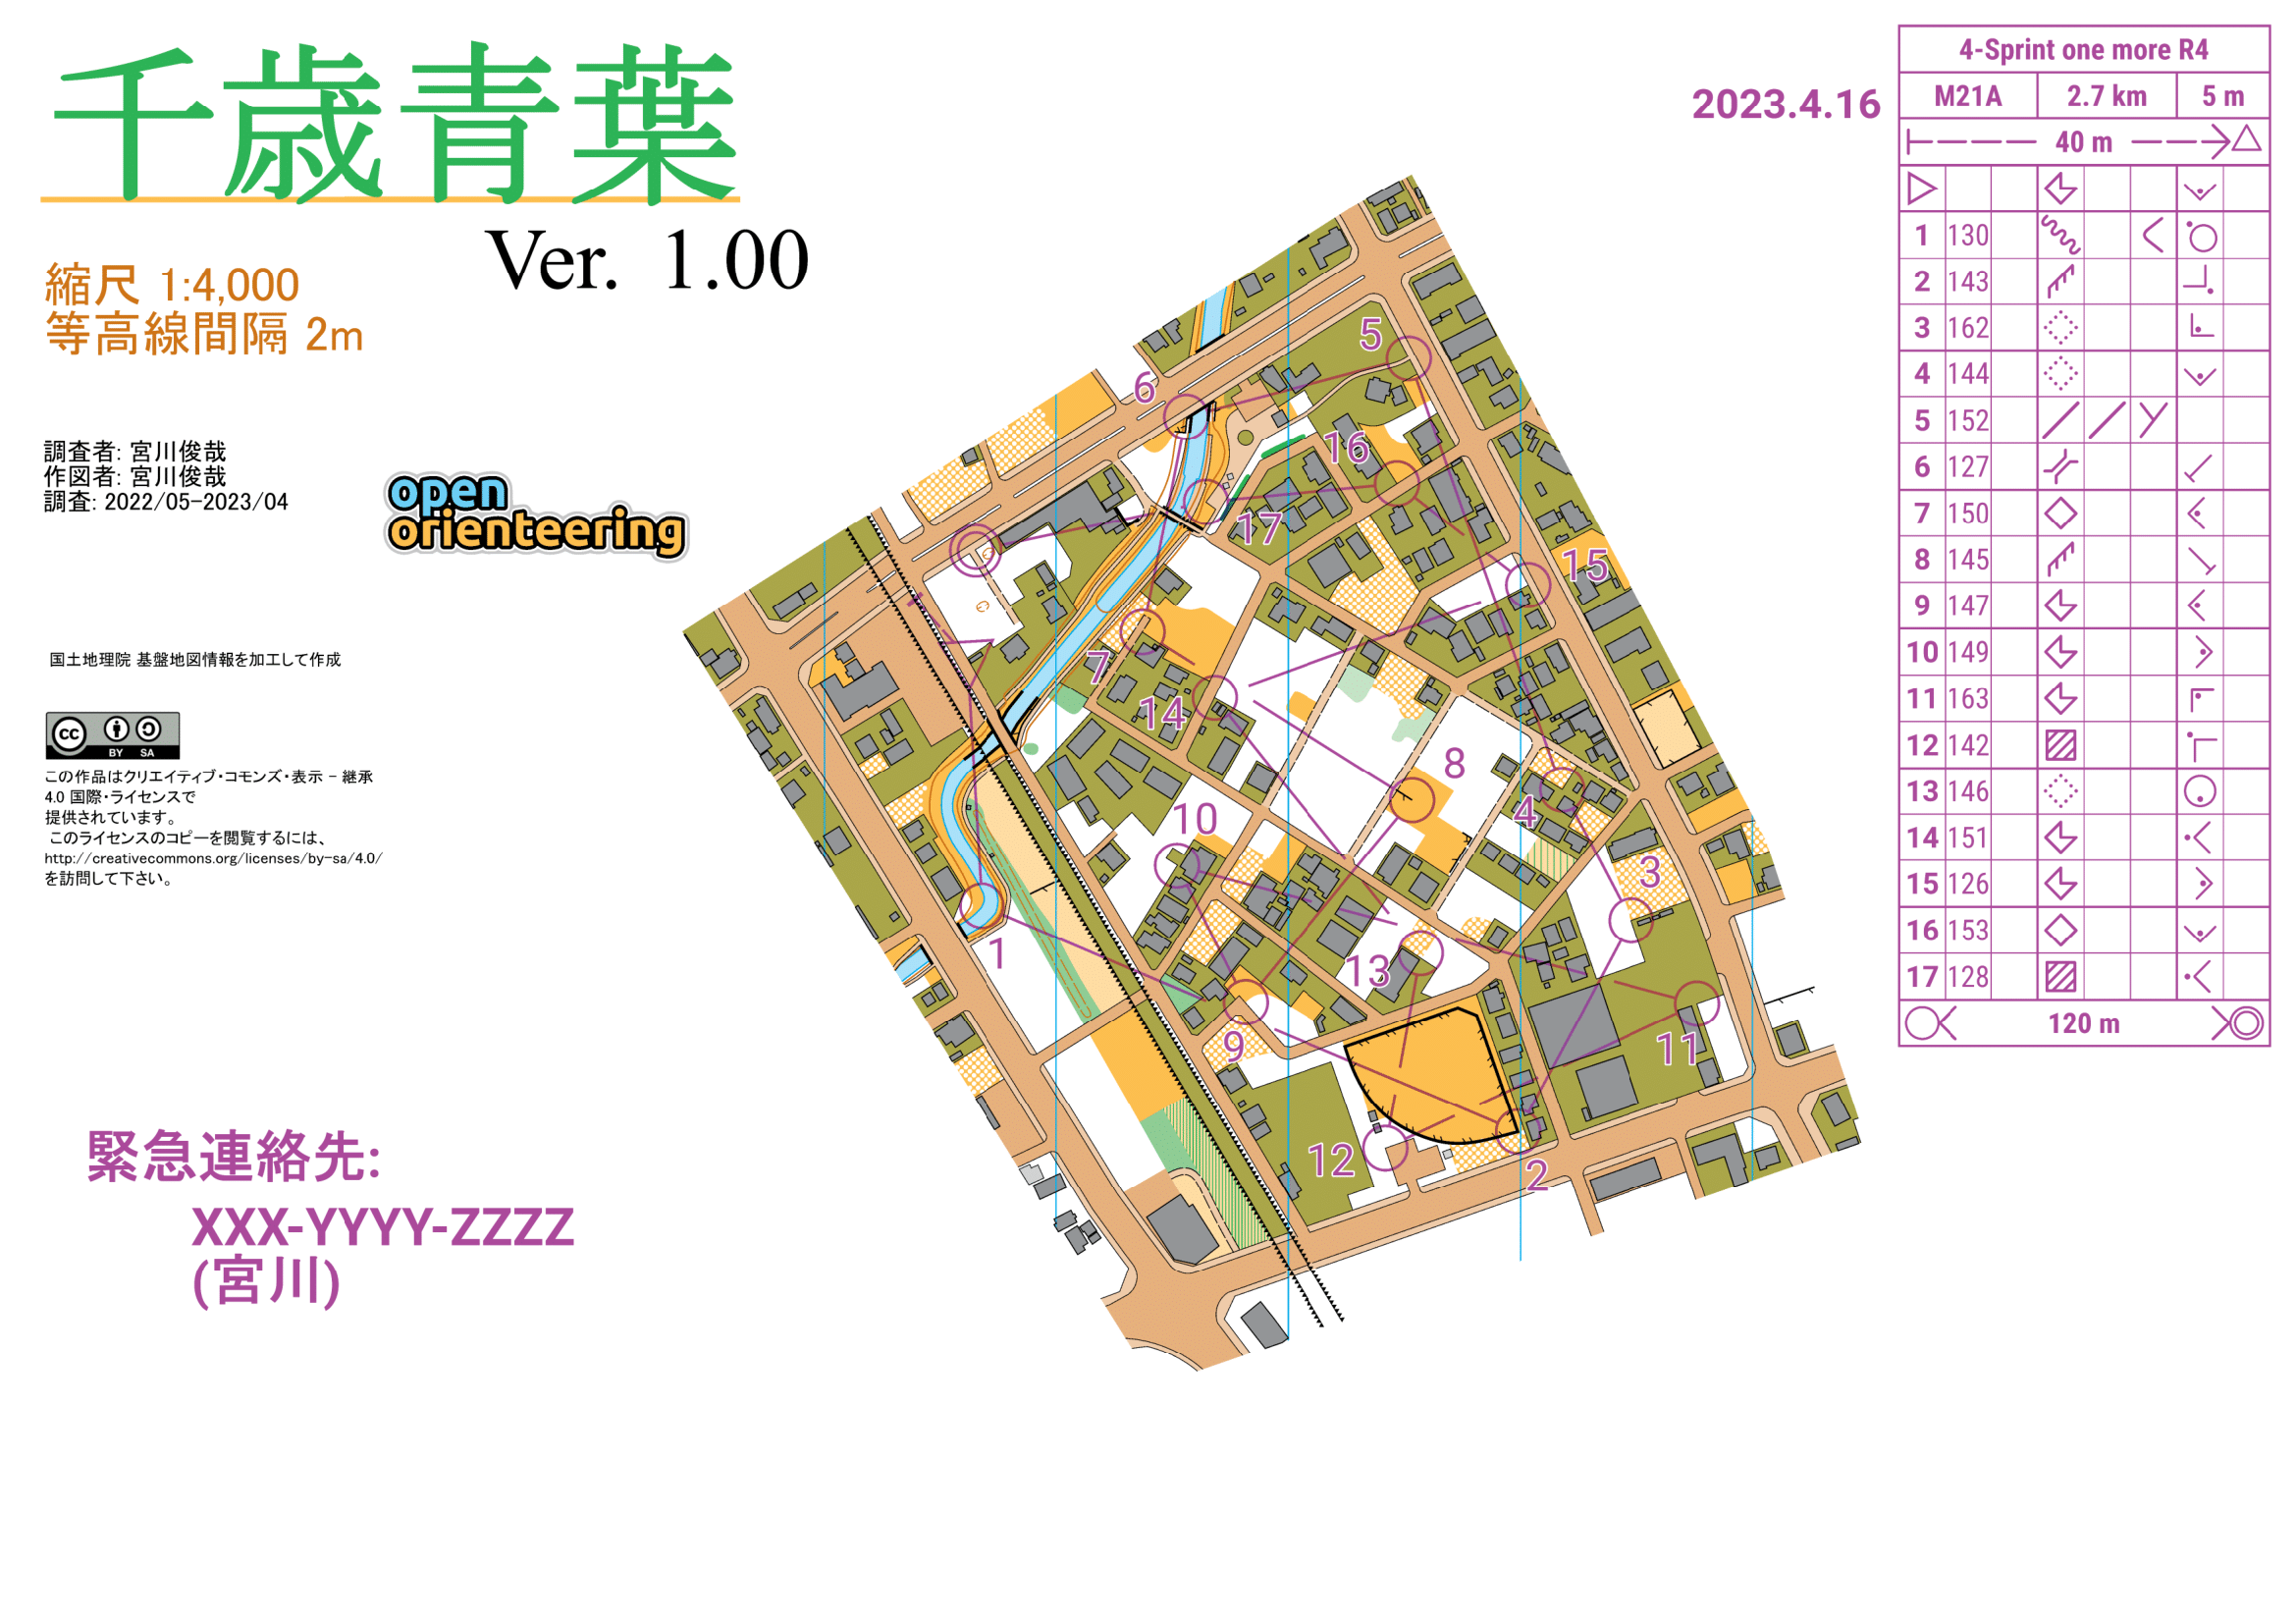 千歳青葉
Ver. 1.00
縮尺 1:4,000
等高線間隔 2m
調査者: 宮川俊哉
作図者: 宮川俊哉
調査: 2022/05-2023/04
open
orienteering
国土地理院 基盤地図情報を加工して作成
cc BY SA
この作品はクリエイティブ・コモンズ・表示 - 継承
4.0 国際・ライセンスで
提供されています。
このライセンスのコピーを閲覧するには、
http://creativecommons.org/licenses/by-sa/4.0/
を訪問して下さい。
緊急連絡先:
XXX-YYYY-ZZZZ
(宮川)
2023.4.16
5
6
16
17
15
7
14
8
4
10
3
1
13
9
11
12
2
4-Sprint one more R4
M21A 2.7 km 5 m
40 m
1 130
2 143
3 162
4 144
5 152
6 127
7 150
8 145
9 147
10 149
11 163
12 142
13 146
14 151
15 126
16 153
17 128
120 m